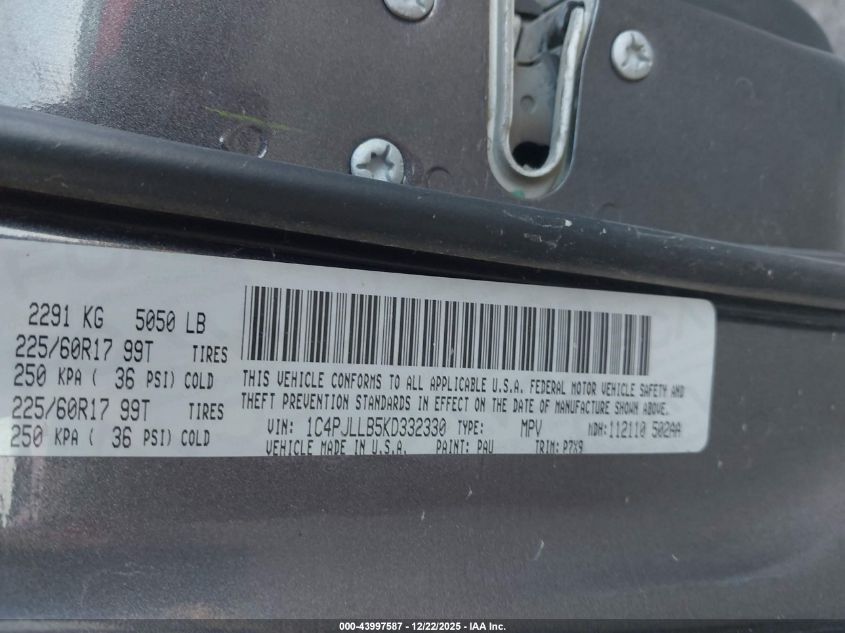 2291 KG 5050 LB
225/60R17 99T TIRES
250 KPA ( 36 PSI) COLD
225/60R17 99T TIRES
250 KPA ( 36 PSI) COLD
THIS VEHICLE CONFORMS TO ALL APPLICABLE U.S.A. FEDERAL MOTOR VEHICLE SAFETY AND
THEFT PREVENTION STANDARDS IN EFFECT ON THE DATE OF MANUFACTURE SHOWN ABOVE.
VIN: 1C4PJLLB5KD332330 TYPE: MPV MDH:112110 502AA
VEHICLE MADE IN U.S.A. PAINT: PAU TRIM: P7X9
000-43997587 - 12/22/2025 - IAA Inc.